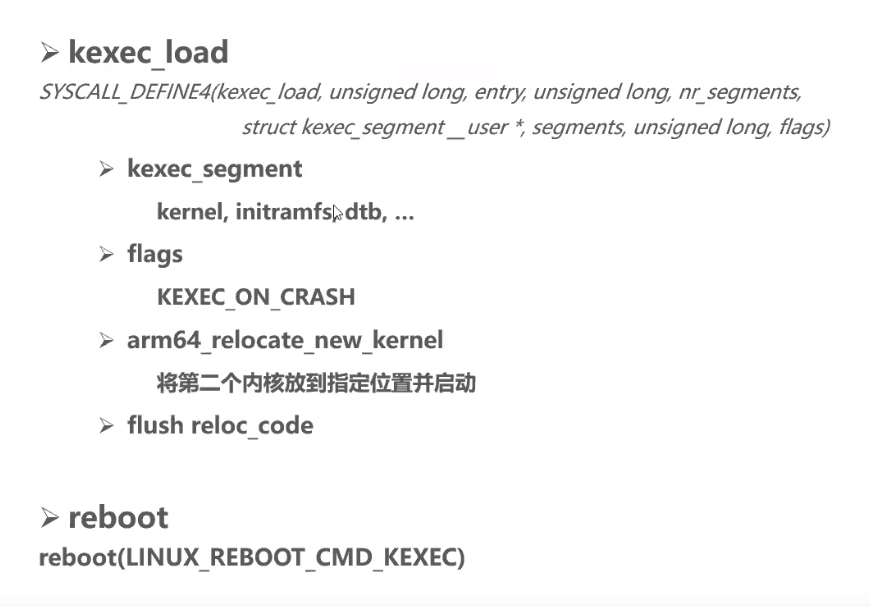 kexec_load
SYSCALL_DEFINE4(kexec_load, unsigned long, entry, unsigned long, nr_segments,
struct kexec_segment __user *, segments, unsigned long, flags)
kexec_segment
kernel, initramfs, dtb, ...
flags
KEXEC_ON_CRASH
arm64_relocate_new_kernel
将第二个内核放到指定位置并启动
flush reloc_code
reboot
reboot(LINUX_REBOOT_CMD_KEXEC)